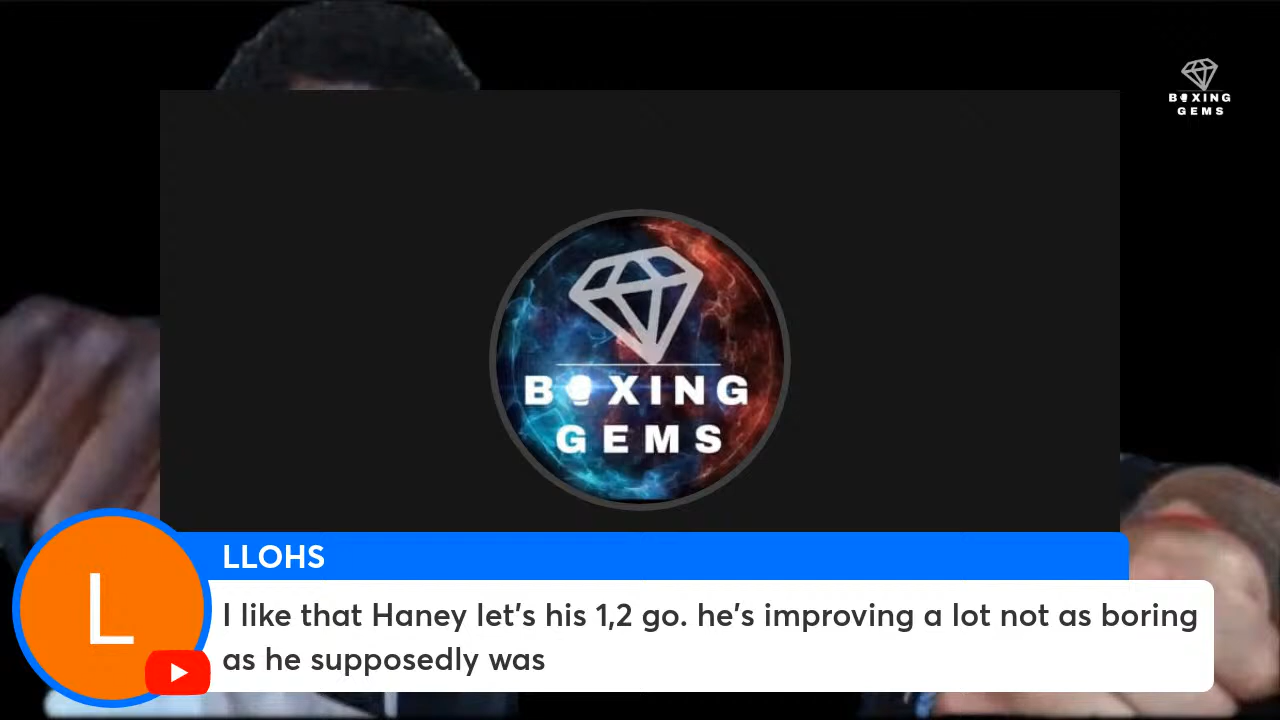 BOXING
GEMS
BOXING
GEMS
L
LLOHS
I like that Haney let's his 1,2 go. he's improving a lot not as boring
as he supposedly was